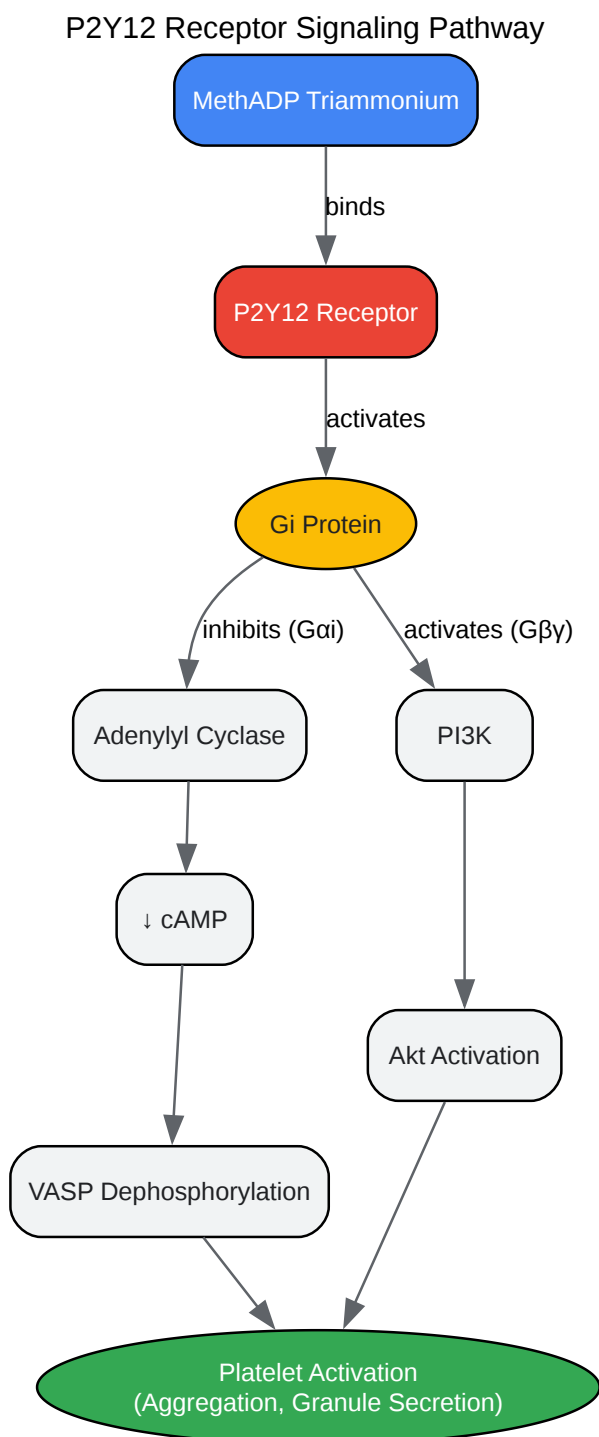 P2Y12 Receptor Signaling Pathway
MethADP Triammonium
binds
P2Y12 Receptor
activates
Gi Protein
inhibits (Gαi)
activates (Gβγ)
Adenylyl Cyclase
PI3K
↓ cAMP
Akt Activation
VASP Dephosphorylation
Platelet Activation
(Aggregation, Granule Secretion)